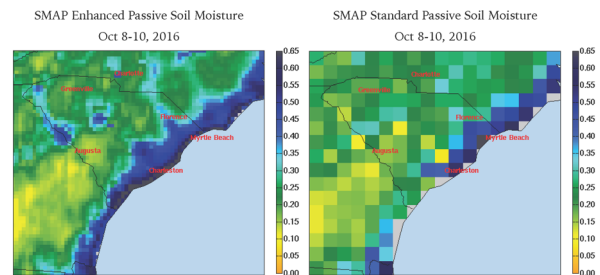 SMAP Enhanced Passive Soil Moisture
Oct 8-10, 2016
0.65
0.60
0.55
0.50
0.45
0.40
0.35
0.30
0.25
0.20
0.15
0.10
0.05
0.00
Greenville
Charlotte
Florence
Myrtle Beach
Augusta
Charleston
SMAP Standard Passive Soil Moisture
Oct 8-10, 2016
0.65
0.60
0.55
0.50
0.45
0.40
0.35
0.30
0.25
0.20
0.15
0.10
0.05
0.00
Greenville
Charlotte
Florence
Myrtle Beach
Augusta
Charleston